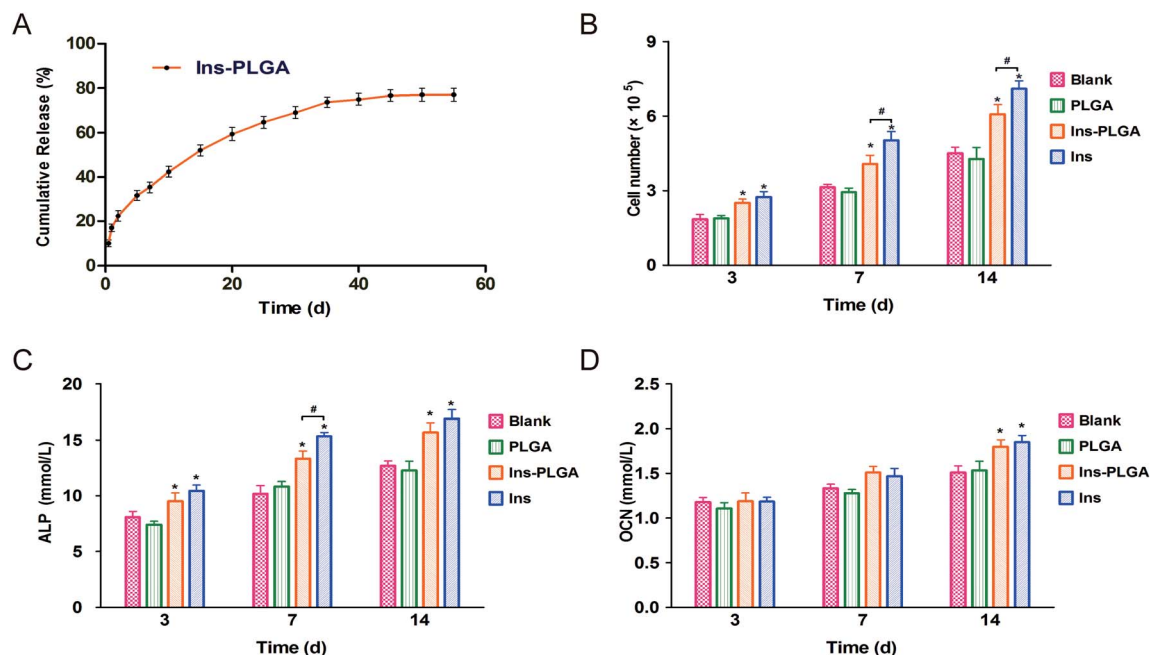 A
Cumulative Release (%)
100
80
60
40
20
0
Ins-PLGA
0 20 40 60
Time (d)
B
Cell number (× 10 5)
9
6
3
0
* *
* # *
* # *
3 7 14
Time (d)
Blank
PLGA
Ins-PLGA
Ins
C
ALP (mmol/L)
20
15
10
5
0
* *
* # *
* *
3 7 14
Time (d)
Blank
PLGA
Ins-PLGA
Ins
D
OCN (mmol/L)
2.5
2.0
1.5
1.0
0.5
0.0
* *
3 7 14
Time (d)
Blank
PLGA
Ins-PLGA
Ins